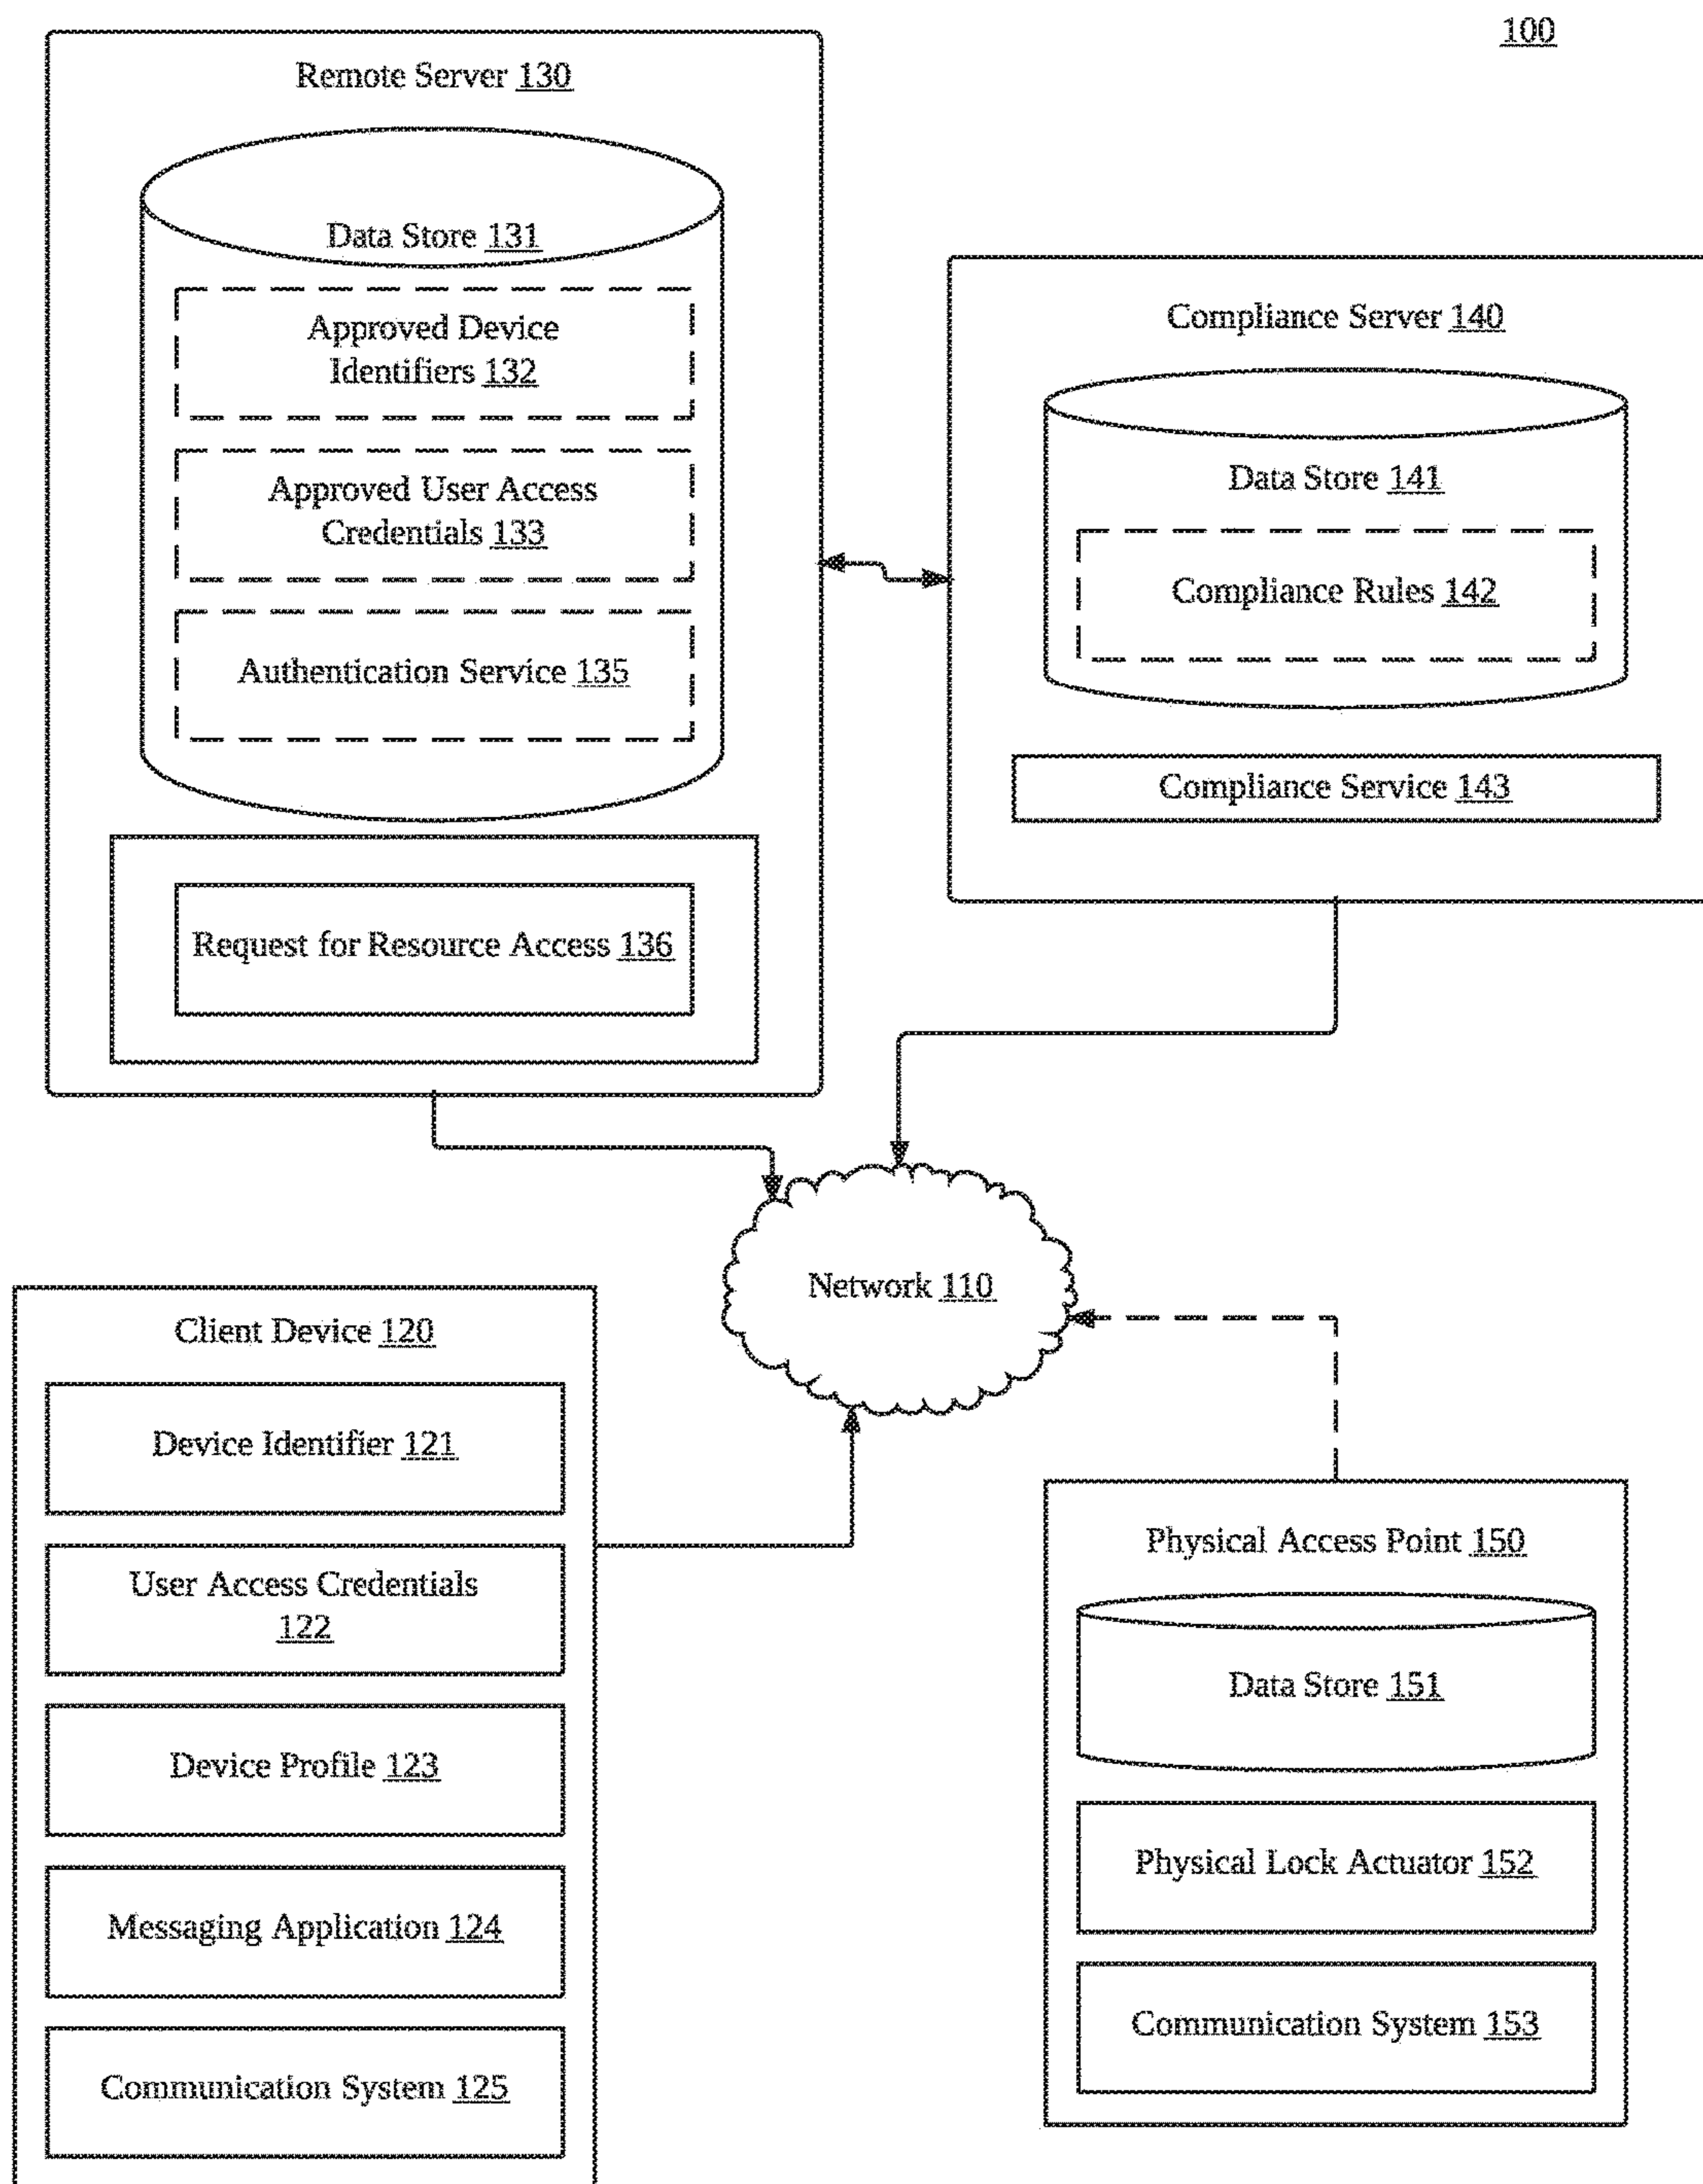 100
Remote Server 130
Data Store 131
Approved Device
Identifiers 132
Approved User Access
Credentials 133
Authentication Service 135
Request for Resource Access 136
Compliance Server 140
Data Store 141
Compliance Rules 142
Compliance Service 143
Network 110
Client Device 120
Device Identifier 121
User Access Credentials
122
Device Profile 123
Messaging Application 124
Communication System 125
Physical Access Point 150
Data Store 151
Physical Lock Actuator 152
Communication System 153